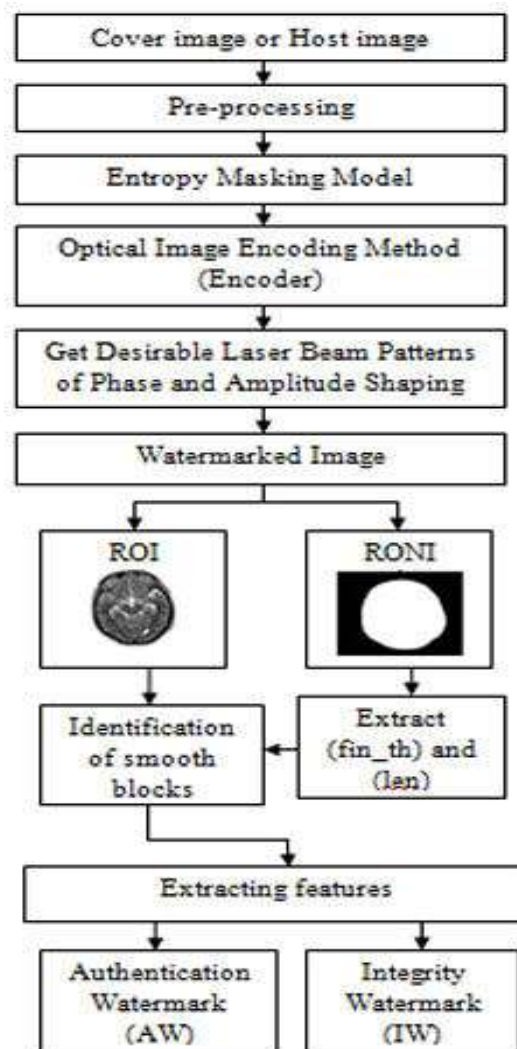 Cover image or Host image
Pre-processing
Entropy Masking Model
Optical Image Encoding Method
(Encoder)
Get Desirable Laser Beam Patterns
of Phase and Amplitude Shaping
Watermarked Image
ROI
RONI
Identification
of smooth
blocks
Extract
(fin_th) and
(len)
Extracting features
Authentication
Watermark
(AW)
Integrity
Watermark
(IW)